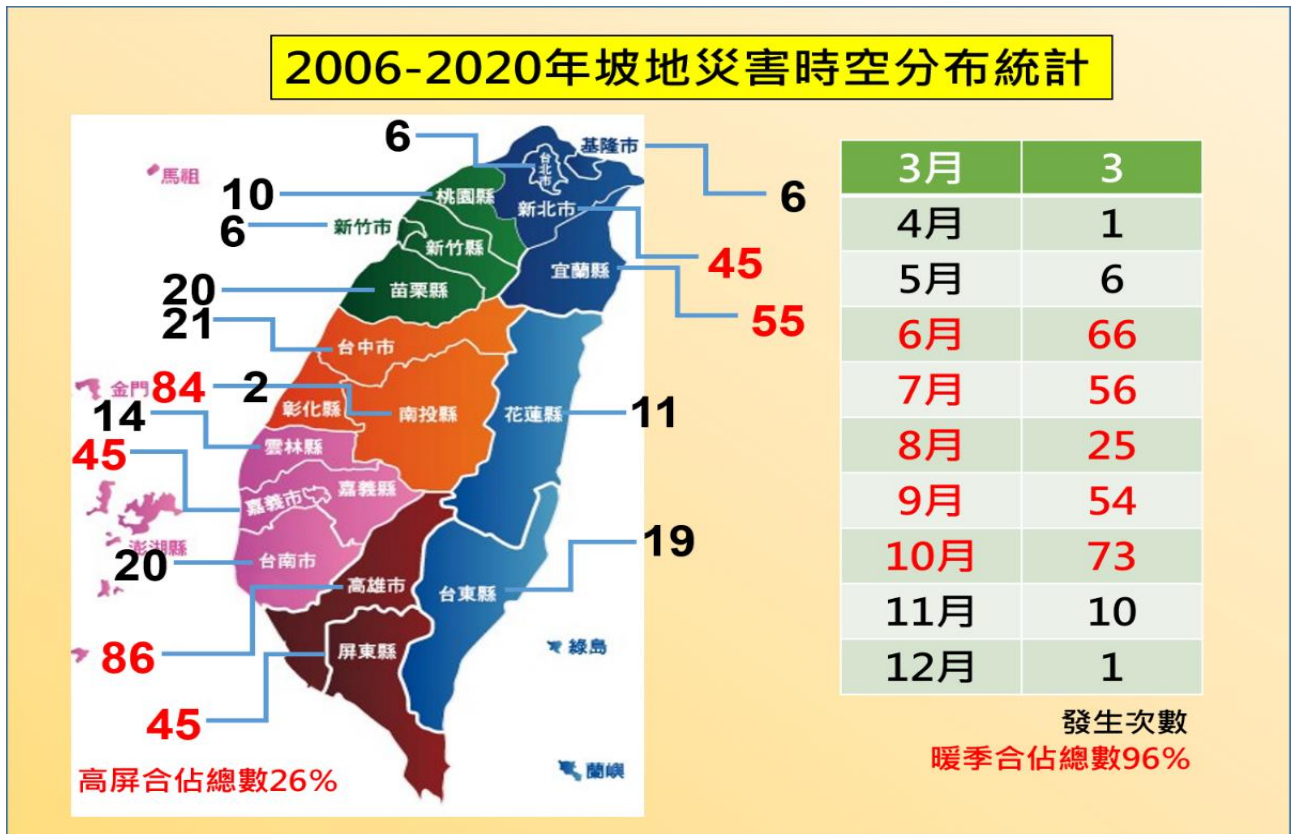 2006-2020年坡地災害時空分布統計
6
基隆市
台北市
馬祖
桃園縣
10
新北市
6
新竹市
6
新竹縣
45
宜蘭縣
苗栗縣
20
55
21
台中市
金門
84
2
彰化縣
南投縣
花蓮縣
11
14
雲林縣
45
嘉義市
嘉義縣
19
澎湖縣
20
台南市
高雄市
台東縣
86
屏東縣
綠島
45
蘭嶼
高屏合佔總數26%
3月 3
4月 1
5月 6
6月 66
7月 56
8月 25
9月 54
10月 73
11月 10
12月 1
發生次數
暖季合佔總數96%